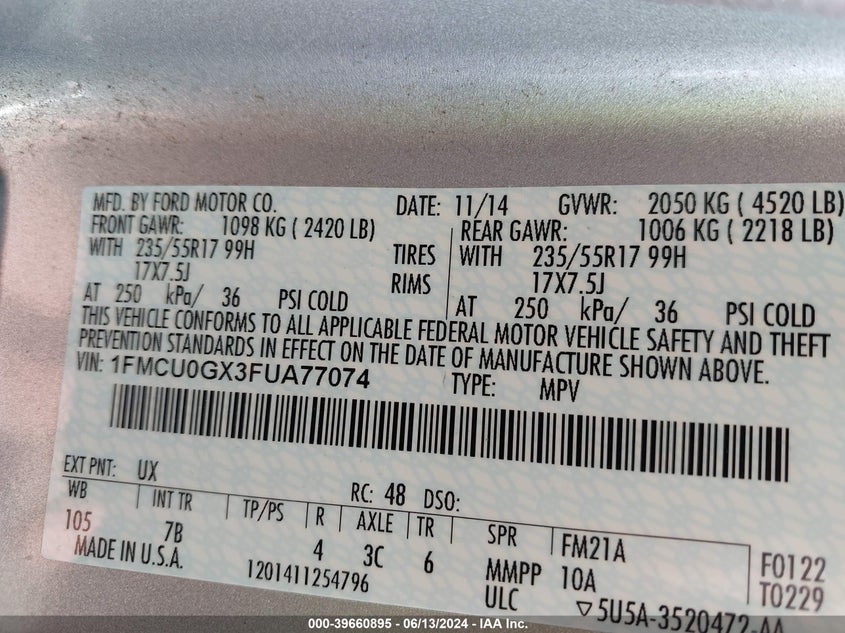 MFD. BY FORD MOTOR CO. DATE: 11/14 GVWR: 2050 KG ( 4520 LB)
FRONT GAWR: 1098 KG ( 2420 LB) REAR GAWR: 1006 KG ( 2218 LB)
WITH 235/55R17 99H TIRES WITH 235/55R17 99H
17X7.5J RIMS 17X7.5J
AT 250 kPa/ 36 PSI COLD AT 250 kPa/ 36 PSI COLD
THIS VEHICLE CONFORMS TO ALL APPLICABLE FEDERAL MOTOR VEHICLE SAFETY AND THEFT
PREVENTION STANDARDS IN EFFECT ON THE DATE OF MANUFACTURE SHOWN ABOVE.
VIN: 1FMCU0GX3FUA77074 TYPE: MPV
EXT PNT: UX RC: 48 DSO:
WB INT TR TP/PS R AXLE TR SPR FM21A F0122
105 7B 4 3C 6 MMPP 10A T0229
MADE IN U.S.A. 1201411254796 ULC ▽5U5A-3520472-AA
000-39660895 - 06/13/2024 - IAA Inc.